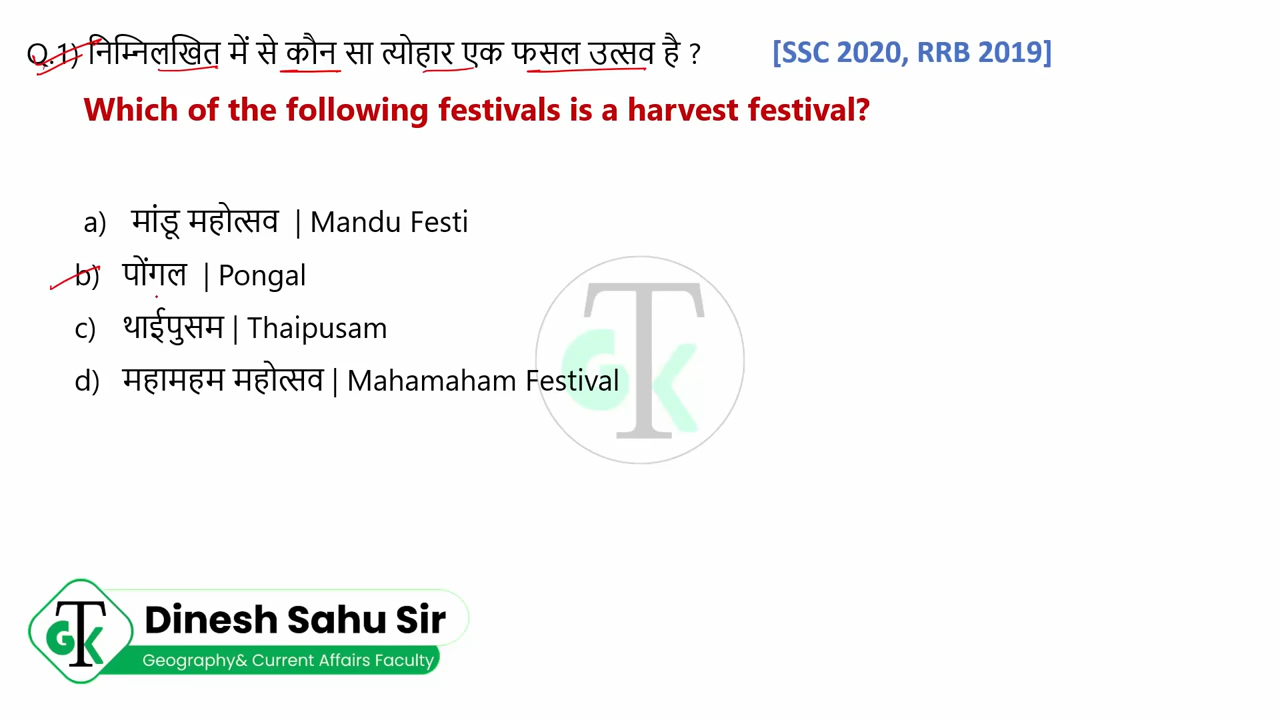 Q.1) निम्निलखित में से कौन सा त्योहार एक फसल उत्सव है ? [SSC 2020, RRB 2019]
Which of the following festivals is a harvest festival?
a) मांडू महोत्सव | Mandu Festi
b) पोंगल | Pongal
c) थाईपुसम | Thaipusam
d) महामहम महोत्सव | Mahamaham Festival
TGK
TGK
Dinesh Sahu Sir
Geography& Current Affairs Faculty